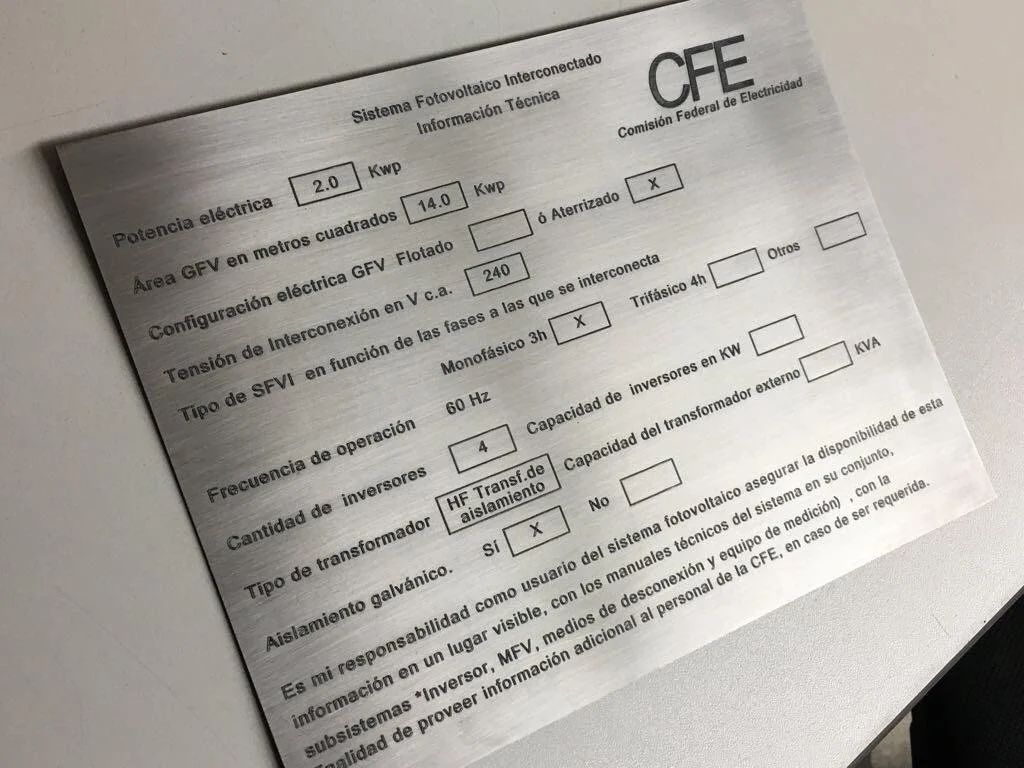 Sistema Fotovoltaico Interconectado
Información Técnica
CFE
Comisión Federal de Electricidad
Potencia eléctrica 2.0 Kwp
Área GFV en metros cuadrados 14.0 Kwp
Configuración eléctrica GFV Flotado ó Aterrizado X
Tensión de Interconexión en V c.a. 240
Tipo de SFVI en función de las fases a las que se interconecta
Monofásico 3h X Trifásico 4h Otros
Frecuencia de operación 60 Hz
Cantidad de inversores 4 Capacidad de inversores en KW
Tipo de transformador HF Transf.de aislamiento Capacidad del transformador externo KVA
Aislamiento galvánico. Sí X No
Es mi responsabilidad como usuario del sistema fotovoltaico asegurar la disponibilidad de esta
información en un lugar visible, con los manuales técnicos del sistema en su conjunto,
subsistemas *Inversor, MFV, medios de desconexión y equipo de medición) , con la
finalidad de proveer información adicional al personal de la CFE, en caso de ser requerida.